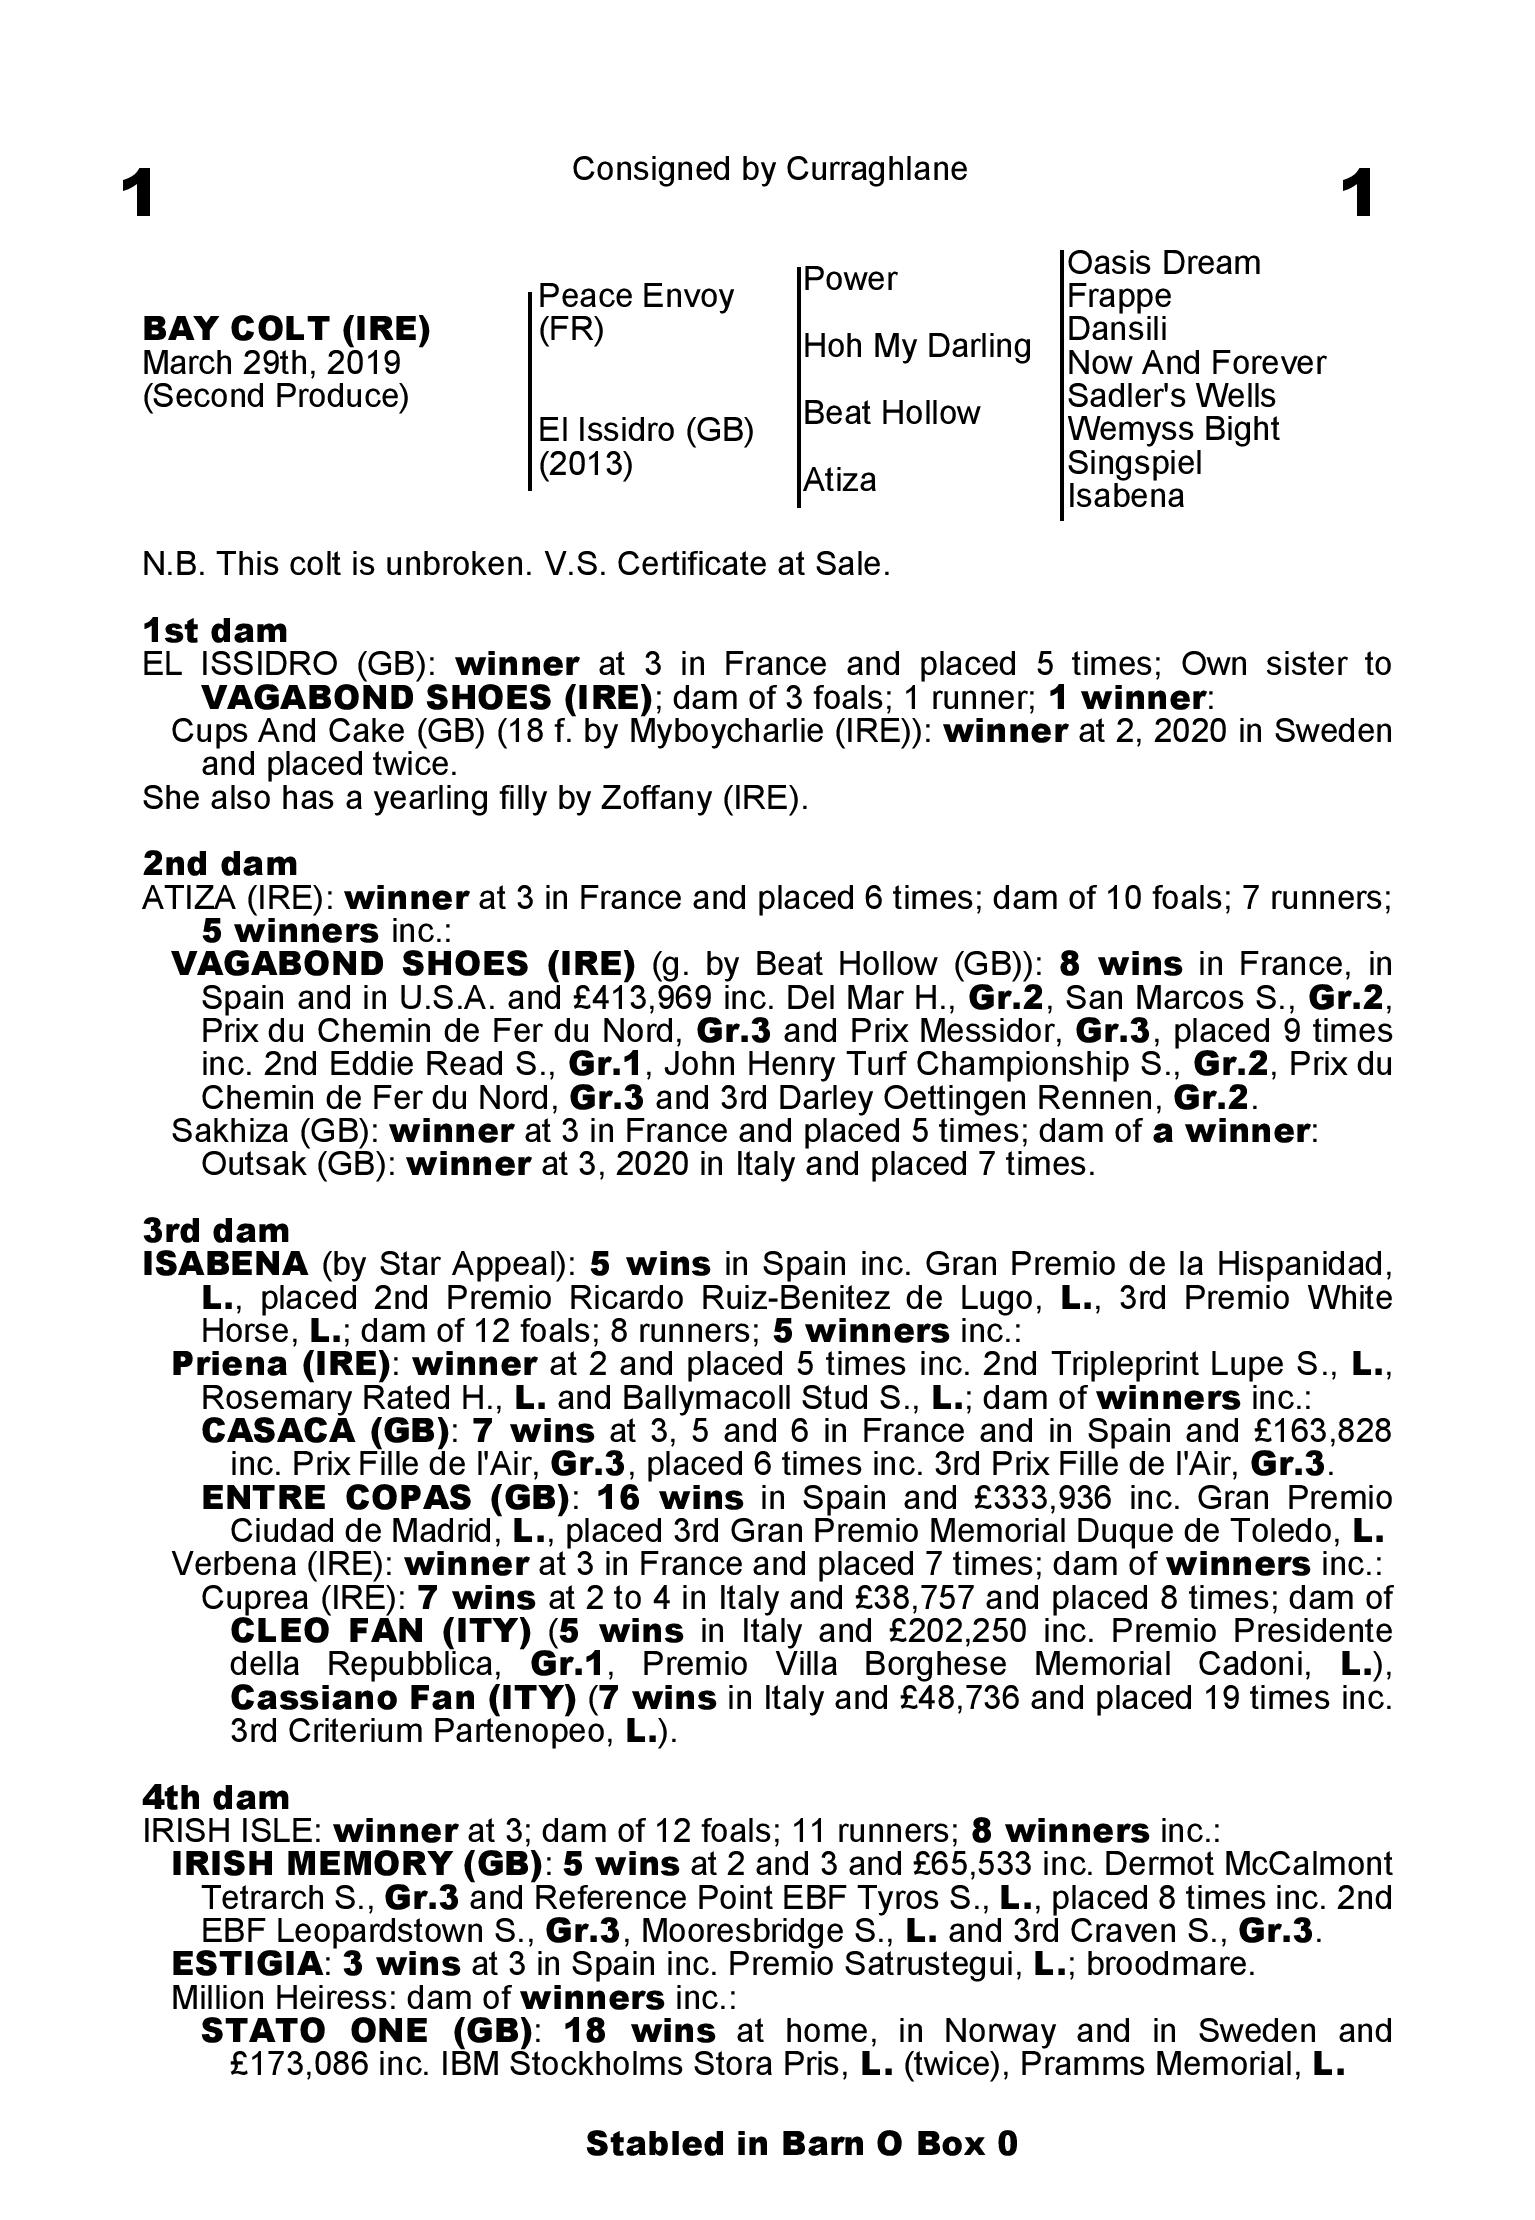 1
Consigned by Curraghlane
1
BAY COLT (IRE)
March 29th, 2019
(Second Produce)
Peace Envoy
(FR)
El Issidro (GB)
(2013)
Power
Hoh My Darling
Beat Hollow
Atiza
Oasis Dream
Frappe
Dansili
Now And Forever
Sadler's Wells
Wemyss Bight
Singspiel
Isabena
N.B. This colt is unbroken. V.S. Certificate at Sale.
1st dam
EL ISSIDRO (GB): winner at 3 in France and placed 5 times; Own sister to
VAGABOND SHOES (IRE); dam of 3 foals; 1 runner; 1 winner:
Cups And Cake (GB) (18 f. by Myboycharlie (IRE)): winner at 2, 2020 in Sweden
and placed twice.
She also has a yearling filly by Zoffany (IRE).
2nd dam
ATIZA (IRE): winner at 3 in France and placed 6 times; dam of 10 foals; 7 runners;
5 winners inc.:
VAGABOND SHOES (IRE) (g. by Beat Hollow (GB)): 8 wins in France, in
Spain and in U.S.A. and £413,969 inc. Del Mar H., Gr.2, San Marcos S., Gr.2,
Prix du Chemin de Fer du Nord, Gr.3 and Prix Messidor, Gr.3, placed 9 times
inc. 2nd Eddie Read S., Gr.1, John Henry Turf Championship S., Gr.2, Prix du
Chemin de Fer du Nord, Gr.3 and 3rd Darley Oettingen Rennen, Gr.2.
Sakhiza (GB): winner at 3 in France and placed 5 times; dam of a winner:
Outsak (GB): winner at 3, 2020 in Italy and placed 7 times.
3rd dam
ISABENA (by Star Appeal): 5 wins in Spain inc. Gran Premio de la Hispanidad,
L., placed 2nd Premio Ricardo Ruiz-Benitez de Lugo, L., 3rd Premio White
Horse, L.; dam of 12 foals; 8 runners; 5 winners inc.:
Priena (IRE): winner at 2 and placed 5 times inc. 2nd Tripleprint Lupe S., L.,
Rosemary Rated H., L. and Ballymacoll Stud S., L.; dam of winners inc.:
CASACA (GB): 7 wins at 3, 5 and 6 in France and in Spain and £163,828
inc. Prix Fille de l'Air, Gr.3, placed 6 times inc. 3rd Prix Fille de l'Air, Gr.3.
ENTRE COPAS (GB): 16 wins in Spain and £333,936 inc. Gran Premio
Ciudad de Madrid, L., placed 3rd Gran Premio Memorial Duque de Toledo, L.
Verbena (IRE): winner at 3 in France and placed 7 times; dam of winners inc.:
Cuprea (IRE): 7 wins at 2 to 4 in Italy and £38,757 and placed 8 times; dam of
CLEO FAN (ITY) (5 wins in Italy and £202,250 inc. Premio Presidente
della Repubblica, Gr.1, Premio Villa Borghese Memorial Cadoni, L.),
Cassiano Fan (ITY) (7 wins in Italy and £48,736 and placed 19 times inc.
3rd Criterium Partenopeo, L.).
4th dam
IRISH ISLE: winner at 3; dam of 12 foals; 11 runners; 8 winners inc.:
IRISH MEMORY (GB): 5 wins at 2 and 3 and £65,533 inc. Dermot McCalmont
Tetrarch S., Gr.3 and Reference Point EBF Tyros S., L., placed 8 times inc. 2nd
EBF Leopardstown S., Gr.3, Mooresbridge S., L. and 3rd Craven S., Gr.3.
ESTIGIA: 3 wins at 3 in Spain inc. Premio Satrustegui, L.; broodmare.
Million Heiress: dam of winners inc.:
STATO ONE (GB): 18 wins at home, in Norway and in Sweden and
£173,086 inc. IBM Stockholms Stora Pris, L. (twice), Pramms Memorial, L.
Stabled in Barn O Box 0